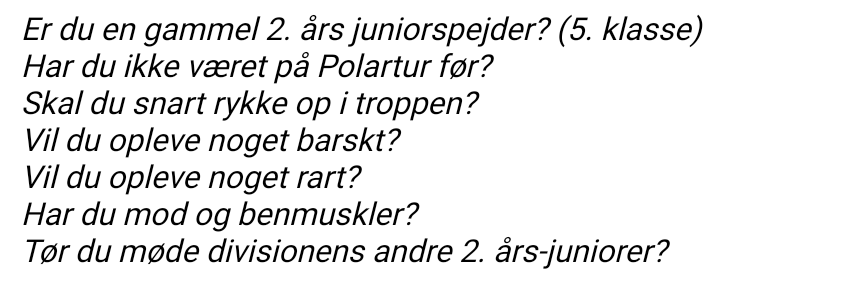 Er du en gammel 2. års juniorspejder? (5. klasse)
Har du ikke været på Polartur før?
Skal du snart rykke op i troppen?
Vil du opleve noget barskt?
Vil du opleve noget rart?
Har du mod og benmuskler?
Tør du møde divisionens andre 2. års-juniorer?